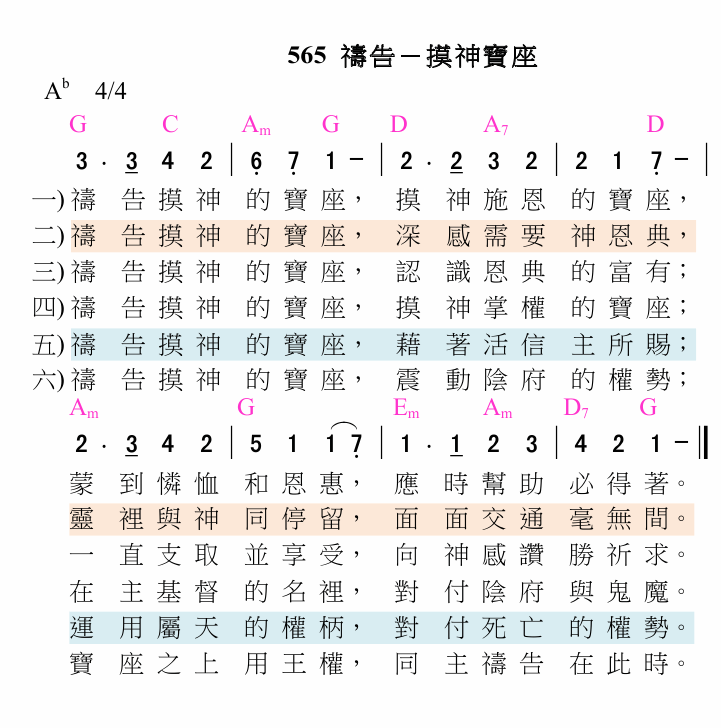 565 禱告－摸神寶座
Ab 4/4
G C Am G D A7 D
3 · 3 4 2 | 6 7 1 – | 2 · 2 3 2 | 2 1 7 – |
一) 禱告摸神的寶座， 摸神施恩的寶座，
二) 禱告摸神的寶座， 深感需要神恩典，
三) 禱告摸神的寶座， 認識恩典的富有；
四) 禱告摸神的寶座， 摸神掌權的寶座；
五) 禱告摸神的寶座， 藉著活信主所賜；
六) 禱告摸神的寶座， 震動陰府的權勢；
Am G Em Am D7 G
2 · 3 4 2 | 5 1 1 7 | 1 · 1 2 3 | 4 2 1 – ||
蒙到憐恤和恩惠， 應時幫助必得著。
靈裡與神同停留， 面面交通毫無間。
一直支取並享受， 向神感讚勝祈求。
在主基督的名裡， 對付陰府與鬼魔。
運用屬天的權柄， 對付死亡的權勢。
寶座之上用王權， 同主禱告在此時。